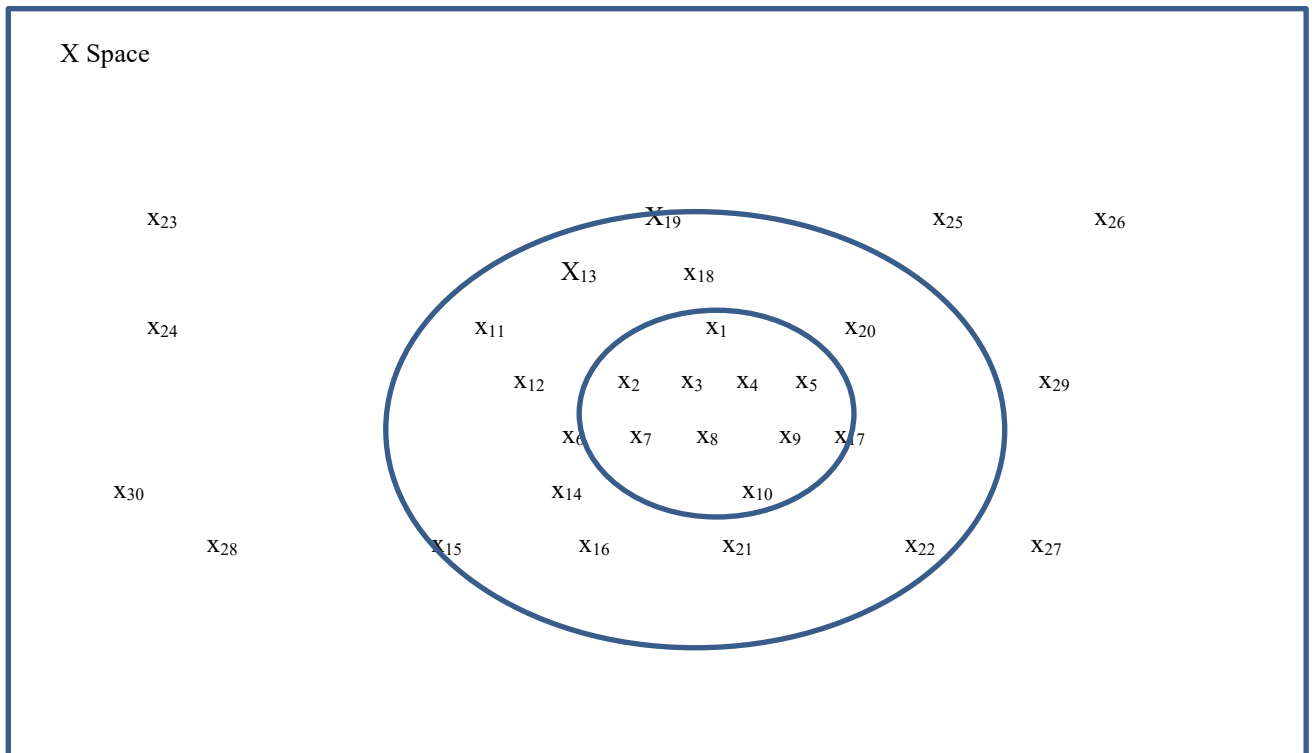 X Space
x₂₃ X₁₉ x₂₅ x₂₆
X₁₃ x₁₈
x₂₄ x₁₁ x₁ x₂₀
x₁₂ x₂ x₃ x₄ x₅ x₂₉
x₆ x₇ x₈ x₉ x₁₇
x₃₀ x₁₄ x₁₀
x₂₈ x₁₅ x₁₆ x₂₁ x₂₂ x₂₇